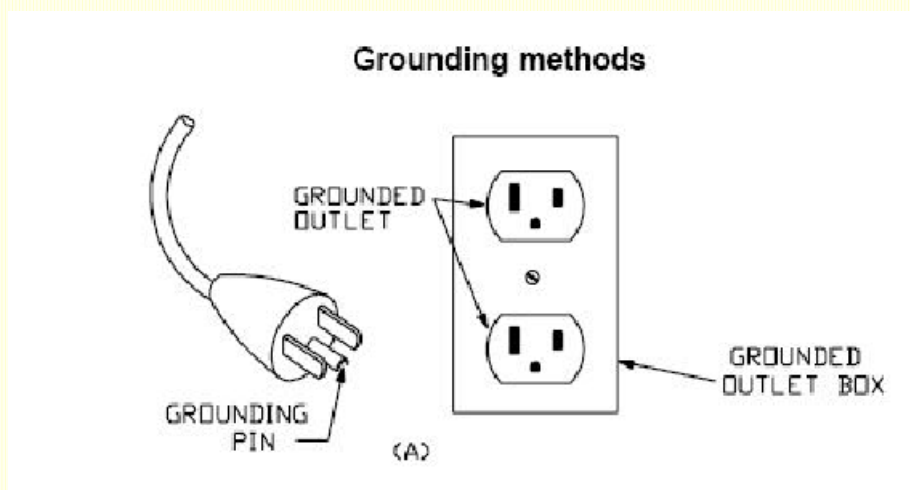 Grounding methods
GROUNDED
OUTLET
GROUNDED
OUTLET BOX
GROUNDING
PIN
(A)